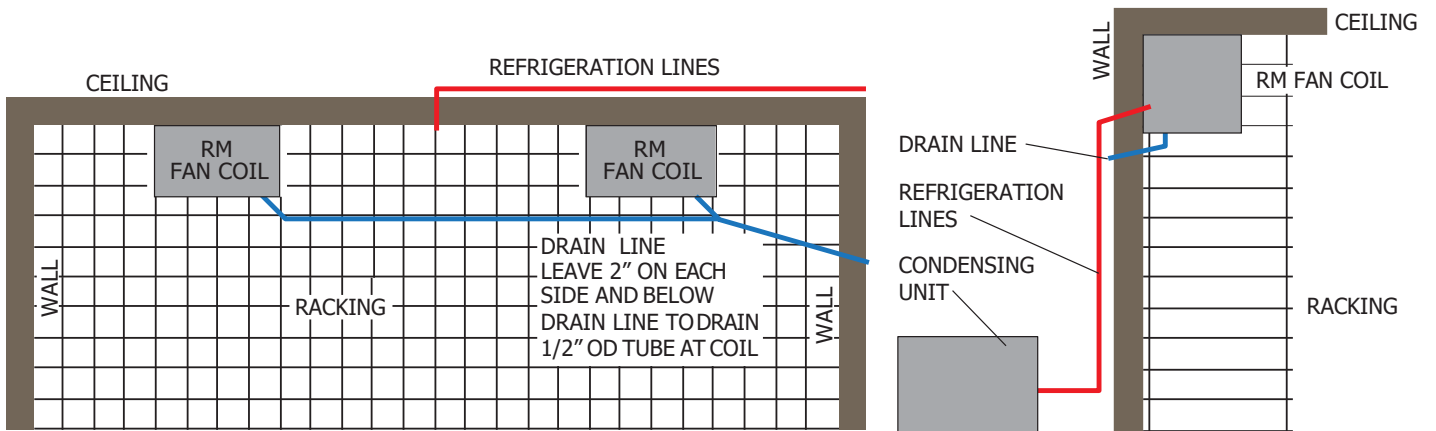 CEILING
REFRIGERATION LINES
RM
FAN COIL
RM
FAN COIL
DRAIN LINE
LEAVE 2” ON EACH
SIDE AND BELOW
DRAIN LINE TO DRAIN
1/2” OD TUBE AT COIL
WALL
RACKING
WALL
CEILING
WALL
RM FAN COIL
DRAIN LINE
REFRIGERATION
LINES
CONDENSING
UNIT
RACKING